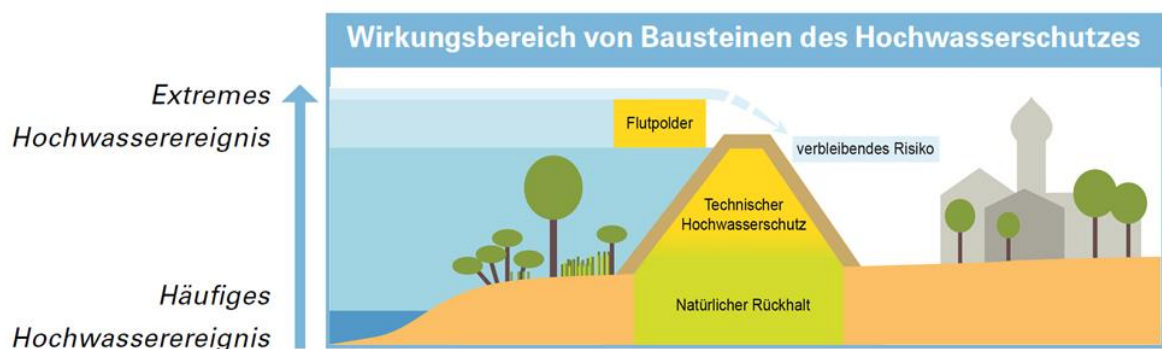 Wirkungsbereich von Bausteinen des Hochwasserschutzes
Extremes
Hochwasserereignis
Flutpolder
verbleibendes Risiko
Technischer
Hochwasserschutz
Häufiges
Hochwasserereignis
Natürlicher Rückhalt